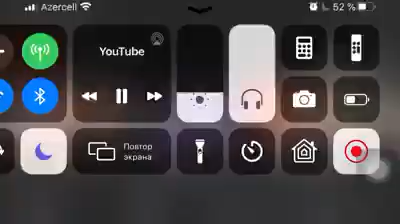 Azercell
52 %
YouTube
Повтор
экрана